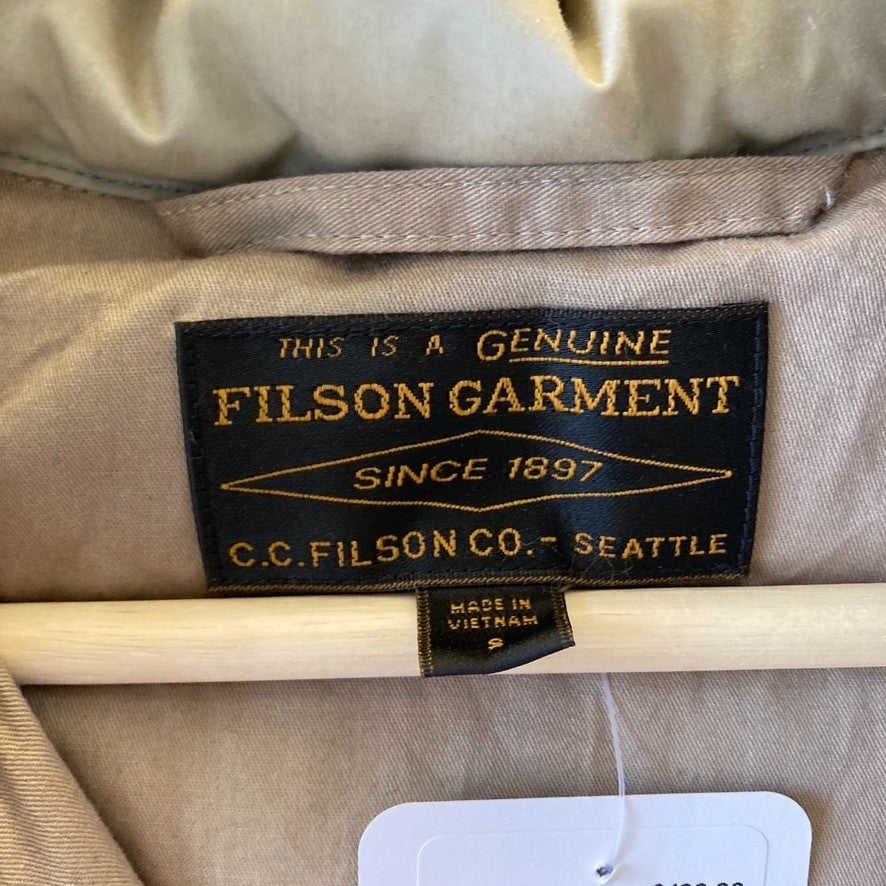 THIS IS A GENUINE
FILSON GARMENT
SINCE 1897
C.C. FILSON CO. - SEATTLE
MADE IN
VIETNAM
S